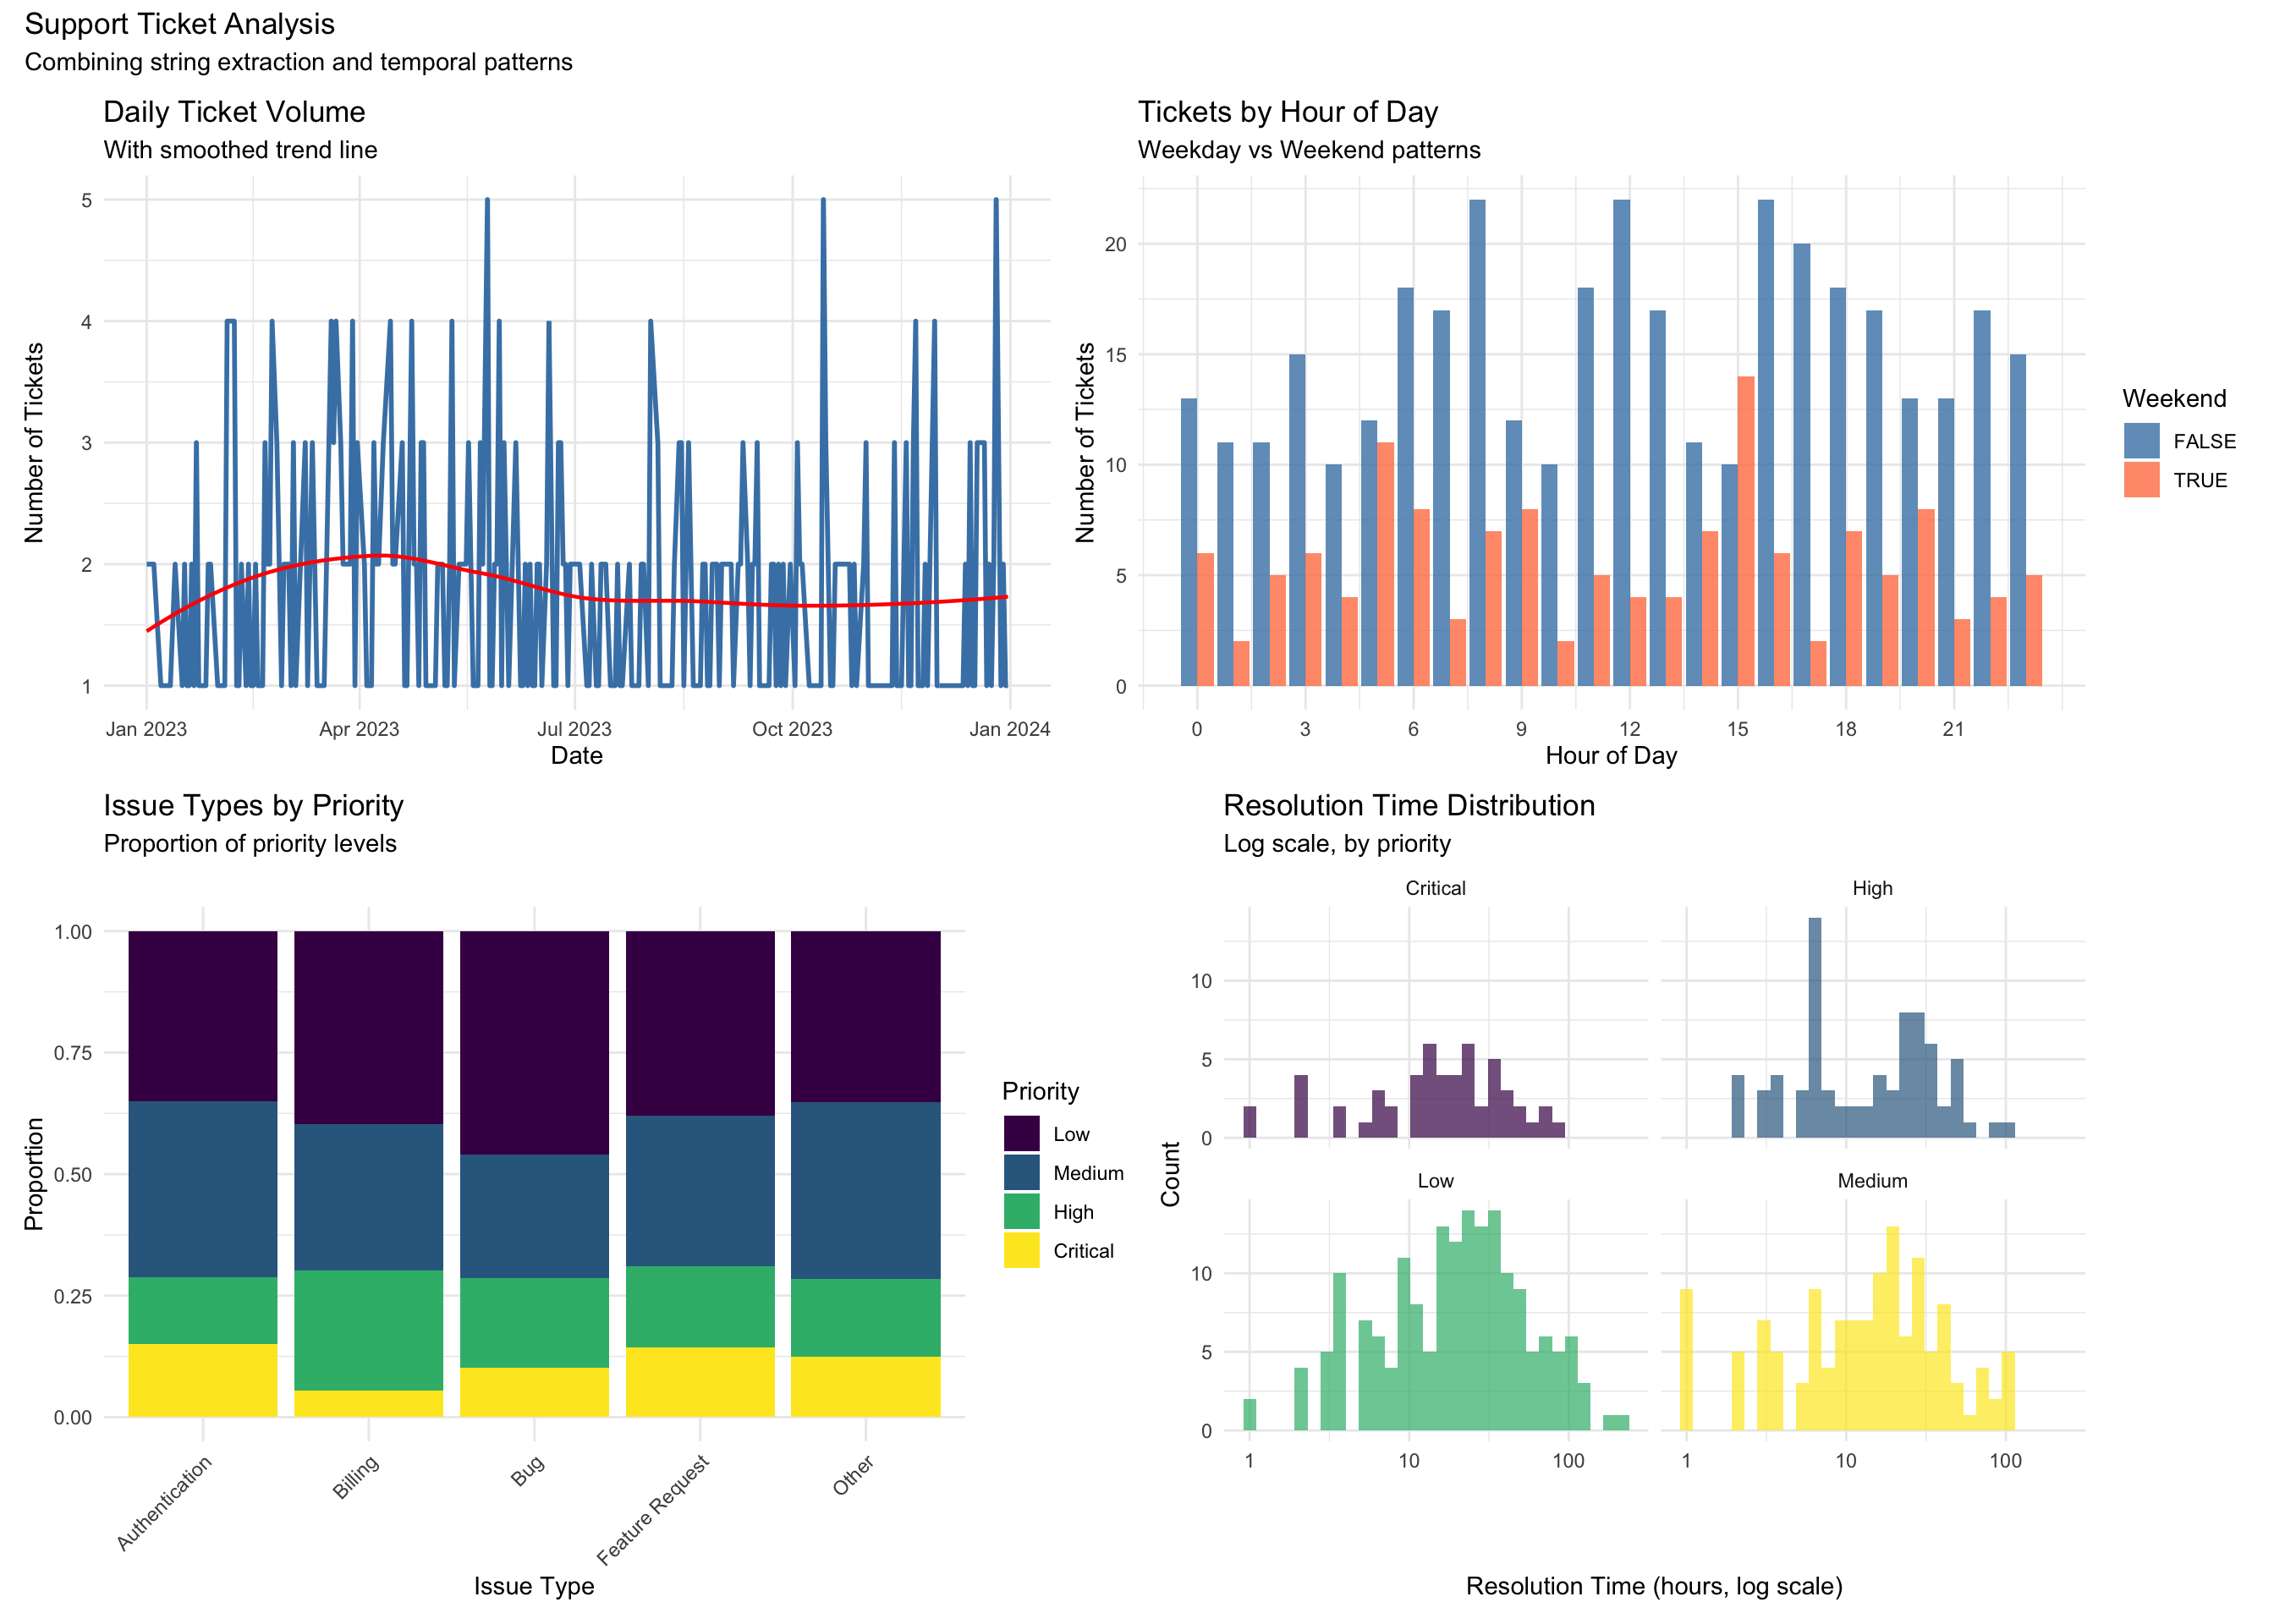 Support Ticket Analysis
Combining string extraction and temporal patterns
Daily Ticket Volume
With smoothed trend line
Number of Tickets
5
4
3
2
1
Jan 2023 Apr 2023 Jul 2023 Oct 2023 Jan 2024
Date
Tickets by Hour of Day
Weekday vs Weekend patterns
Number of Tickets
20
15
10
5
0
0 3 6 9 12 15 18 21
Hour of Day
Weekend
FALSE
TRUE
Issue Types by Priority
Proportion of priority levels
Proportion
1.00
0.75
0.50
0.25
0.00
Authentication
Billing
Bug
Feature Request
Other
Issue Type
Priority
Low
Medium
High
Critical
Resolution Time Distribution
Log scale, by priority
Count
Critical
High
10
5
0
Low
Medium
10
5
0
1 10 100
1 10 100
Resolution Time (hours, log scale)